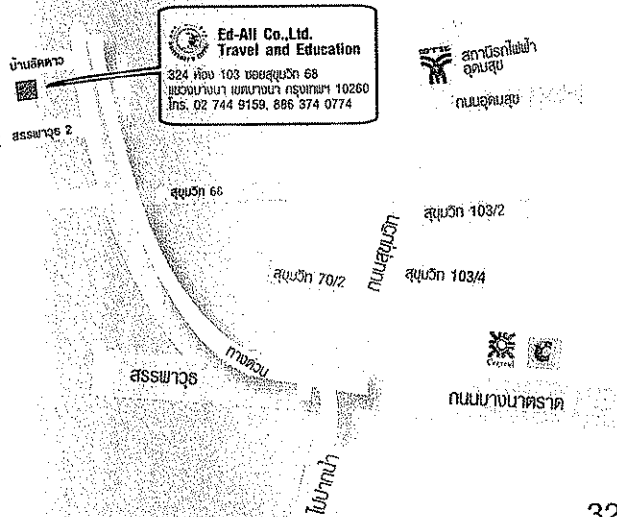 Ed-All Co.,Ltd.
Travel and Education
324 ห้อง 103 ซอยสุขุมวิท 68
แขวงบางนา เขตบางนา กรุงเทพฯ 10260
โทร. 02 744 9159, 886 374 0774
บ้านลัดดาว
สรรพาวุธ 2
สถานีรถไฟฟ้า
อุดมสุข
ถนนอุดมสุข
สุขุมวิท 68
สุขุมวิท 103/2
ถนนสุขุมวิท
สุขุมวิท 70/2
สุขุมวิท 103/4
ทางด่วน
สรรพาวุธ
Central
C
ถนนบางนาตราด
ไปปากน้ำ
32